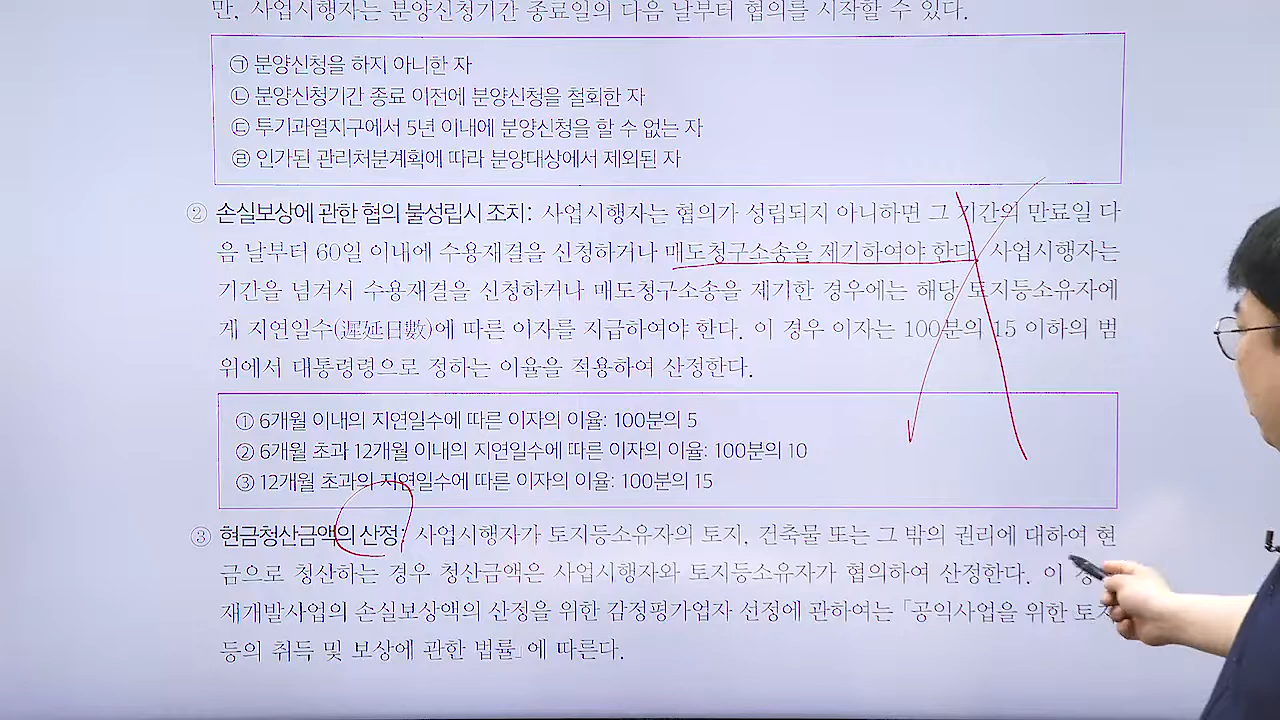 만, 사업시행자는 분양신청기간 종료일의 다음 날부터 협의를 시작할 수 있다.
㉠ 분양신청을 하지 아니한 자
㉡ 분양신청기간 종료 이전에 분양신청을 철회한 자
㉢ 투기과열지구에서 5년 이내에 분양신청을 할 수 없는 자
㉣ 인가된 관리처분계획에 따라 분양대상에서 제외된 자
② 손실보상에 관한 협의 불성립시 조치: 사업시행자는 협의가 성립되지 아니하면 그 기간의 만료일 다
음 날부터 60일 이내에 수용재결을 신청하거나 매도청구소송을 제기하여야 한다. 사업시행자는
기간을 넘겨서 수용재결을 신청하거나 매도청구소송을 제기한 경우에는 해당 토지등소유자에
게 지연일수(遲延日數)에 따른 이자를 지급하여야 한다. 이 경우 이자는 100분의 15 이하의 범
위에서 대통령령으로 정하는 이율을 적용하여 산정한다.
① 6개월 이내의 지연일수에 따른 이자의 이율: 100분의 5
② 6개월 초과 12개월 이내의 지연일수에 따른 이자의 이율: 100분의 10
③ 12개월 초과의 지연일수에 따른 이자의 이율: 100분의 15
③ 현금청산금액의 산정: 사업시행자가 토지등소유자의 토지, 건축물 또는 그 밖의 권리에 대하여 현
금으로 청산하는 경우 청산금액은 사업시행자와 토지등소유자가 협의하여 산정한다. 이
재개발사업의 손실보상액의 산정을 위한 감정평가업자 선정에 관하여는 「공익사업을 위한 토지
등의 취득 및 보상에 관한 법률」에 따른다.